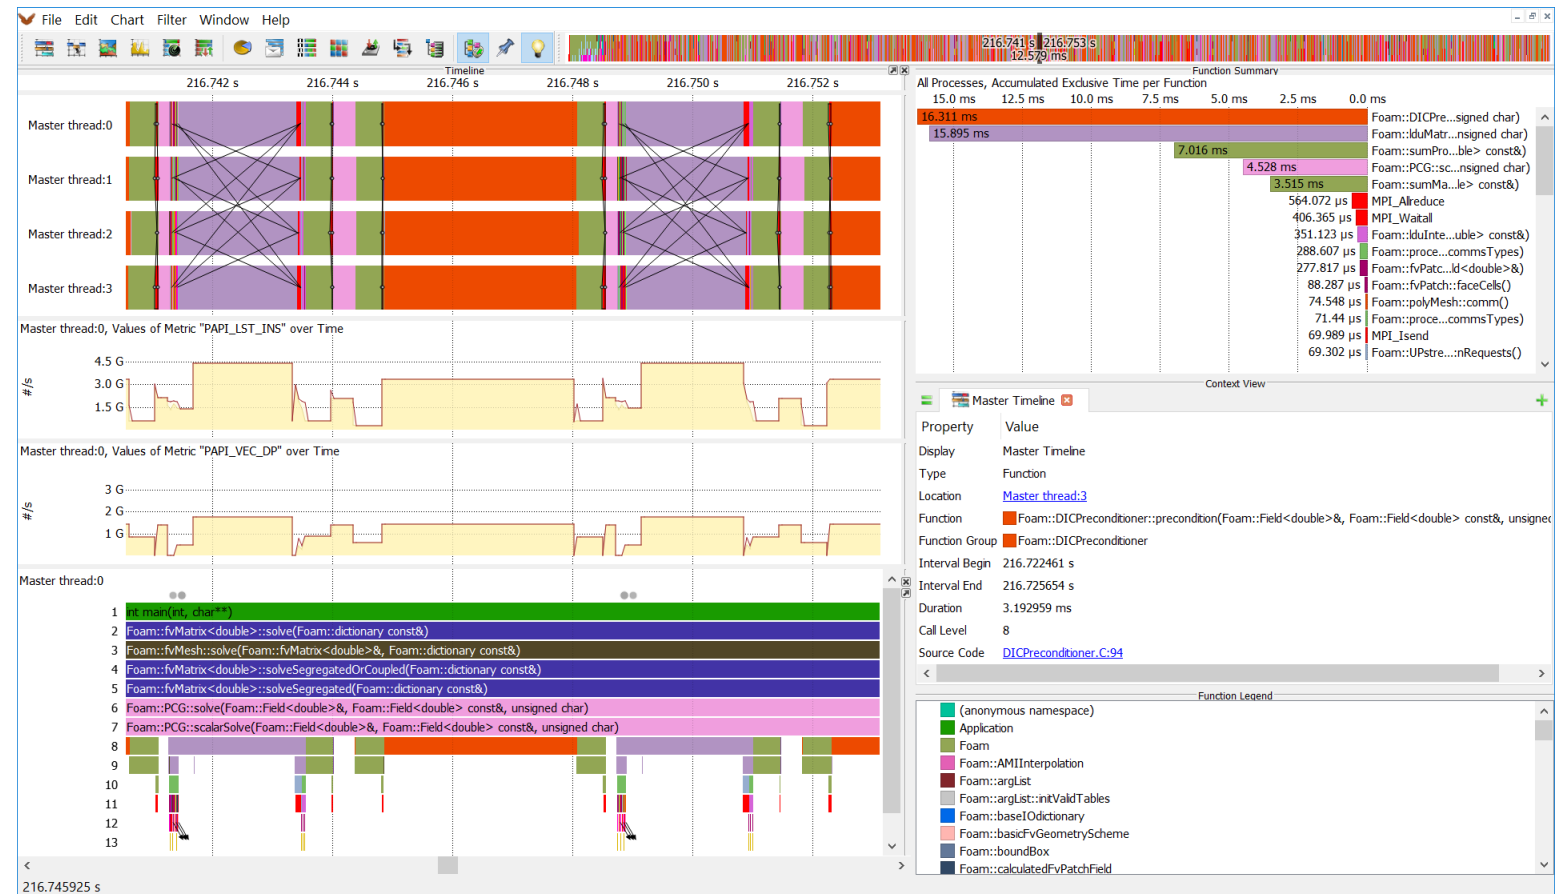 File Edit Chart Filter Window Help
216.741 s 216.753 s
12.579 ms
Timeline
216.742 s 216.744 s 216.746 s 216.748 s 216.750 s 216.752 s
Master thread:0
Master thread:1
Master thread:2
Master thread:3
Master thread:0, Values of Metric "PAPI_LST_INS" over Time
#/s
4.5 G
3.0 G
1.5 G
Master thread:0, Values of Metric "PAPI_VEC_DP" over Time
#/s
3 G
2 G
1 G
Master thread:0
1 int main(int, char**)
2 Foam::fvMatrix<double>::solve(Foam::dictionary const&)
3 Foam::fvMesh::solve(Foam::fvMatrix<double>&, Foam::dictionary const&)
4 Foam::fvMatrix<double>::solveSegregatedOrCoupled(Foam::dictionary const&)
5 Foam::fvMatrix<double>::solveSegregated(Foam::dictionary const&)
6 Foam::PCG::solve(Foam::Field<double>&, Foam::Field<double> const&, unsigned char)
7 Foam::PCG::scalarSolve(Foam::Field<double>&, Foam::Field<double> const&, unsigned char)
8
9
10
11
12
13
216.745925 s
Function Summary
All Processes, Accumulated Exclusive Time per Function
15.0 ms 12.5 ms 10.0 ms 7.5 ms 5.0 ms 2.5 ms 0.0 ms
16.311 ms Foam::DICPre...signed char)
15.895 ms Foam::lduMatr...nsigned char)
7.016 ms Foam::sumPro...ble> const&)
4.528 ms Foam::PCG::sc...nsigned char)
3.515 ms Foam::sumMa...le> const&)
564.072 µs MPI_Allreduce
406.365 µs MPI_Waitall
351.123 µs Foam::lduInte...uble> const&)
288.607 µs Foam::proce...commsTypes)
277.817 µs Foam::fvPatc...ld<double>&)
88.287 µs Foam::fvPatch::faceCells()
74.548 µs Foam::polyMesh::comm()
71.44 µs Foam::proce...commsTypes)
69.989 µs MPI_Isend
69.302 µs Foam::UPstre...:nRequests()
Context View
Master Timeline
Property Value
Display Master Timeline
Type Function
Location Master thread:3
Function Foam::DICPreconditioner::precondition(Foam::Field<double>&, Foam::Field<double> const&, unsigne
Function Group Foam::DICPreconditioner
Interval Begin 216.722461 s
Interval End 216.725654 s
Duration 3.192959 ms
Call Level 8
Source Code DICPreconditioner.C:94
Function Legend
(anonymous namespace)
Application
Foam
Foam::AMIInterpolation
Foam::argList
Foam::argList::initValidTables
Foam::baseIOdictionary
Foam::basicFvGeometryScheme
Foam::boundBox
Foam::calculatedFvPatchField